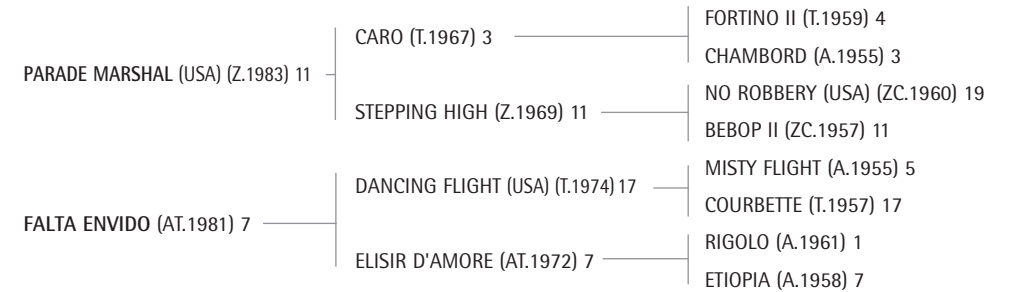 FORTINO II (T.1959) 4
CARO (T.1967) 3
CHAMBORD (A.1955) 3
PARADE MARSHAL (USA) (Z.1983) 11
NO ROBBERY (USA) (ZC.1960) 19
STEPPING HIGH (Z.1969) 11
BEBOP II (ZC.1957) 11
MISTY FLIGHT (A.1955) 5
DANCING FLIGHT (USA) (T.1974) 17
COURBETTE (T.1957) 17
FALTA ENVIDO (AT.1981) 7
RIGOLO (A.1961) 1
ELISIR D'AMORE (AT.1972) 7
ETIOPIA (A.1958) 7